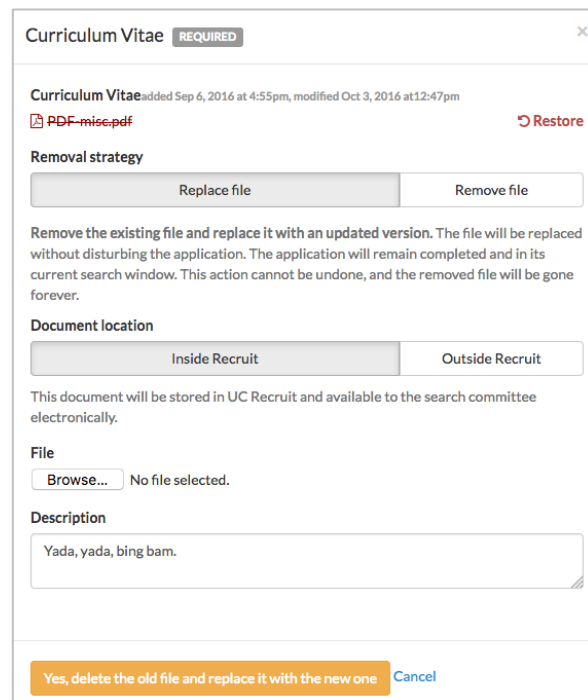 Curriculum Vitae REQUIRED ×
Curriculum Vitaeadded Sep 6, 2016 at 4:55pm, modified Oct 3, 2016 at12:47pm
PDF-misc.pdf Restore
Removal strategy
Replace file Remove file
Remove the existing file and replace it with an updated version. The file will be replaced
without disturbing the application. The application will remain completed and in its
current search window. This action cannot be undone, and the removed file will be gone
forever.
Document location
Inside Recruit Outside Recruit
This document will be stored in UC Recruit and available to the search committee
electronically.
File
Browse... No file selected.
Description
Yada, yada, bing bam.
Yes, delete the old file and replace it with the new one Cancel